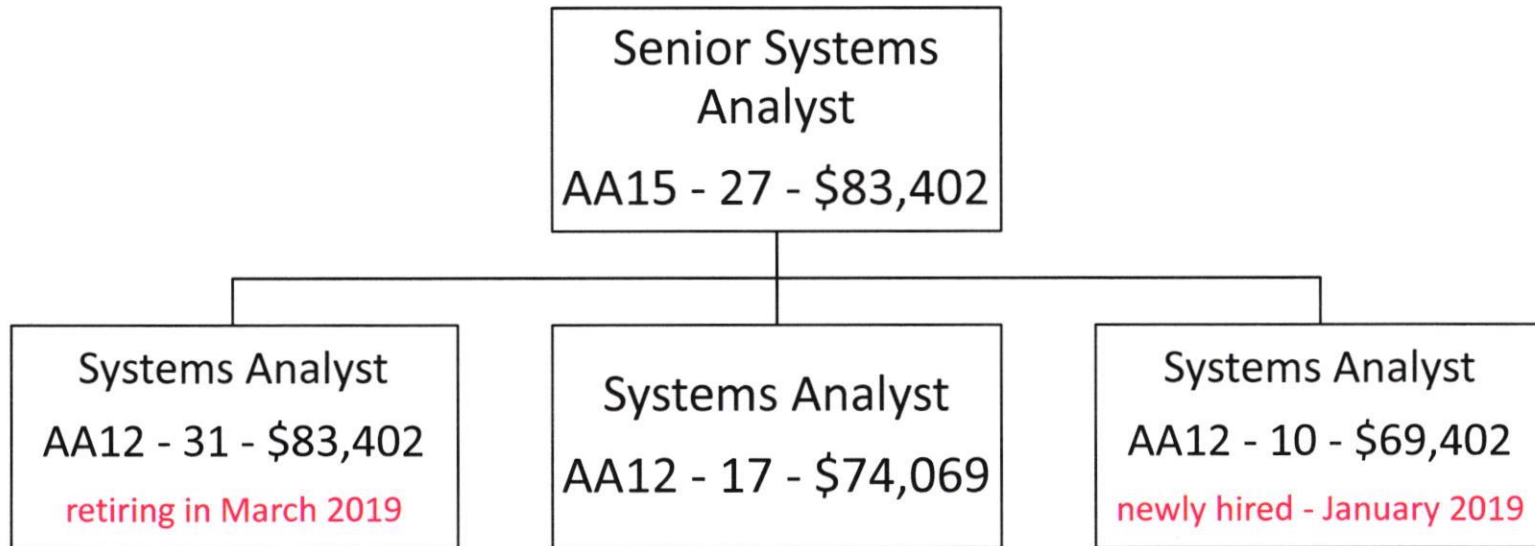 Senior Systems
Analyst
AA15 - 27 - $83,402
Systems Analyst
AA12 - 31 - $83,402
retiring in March 2019
Systems Analyst
AA12 - 17 - $74,069
Systems Analyst
AA12 - 10 - $69,402
newly hired - January 2019